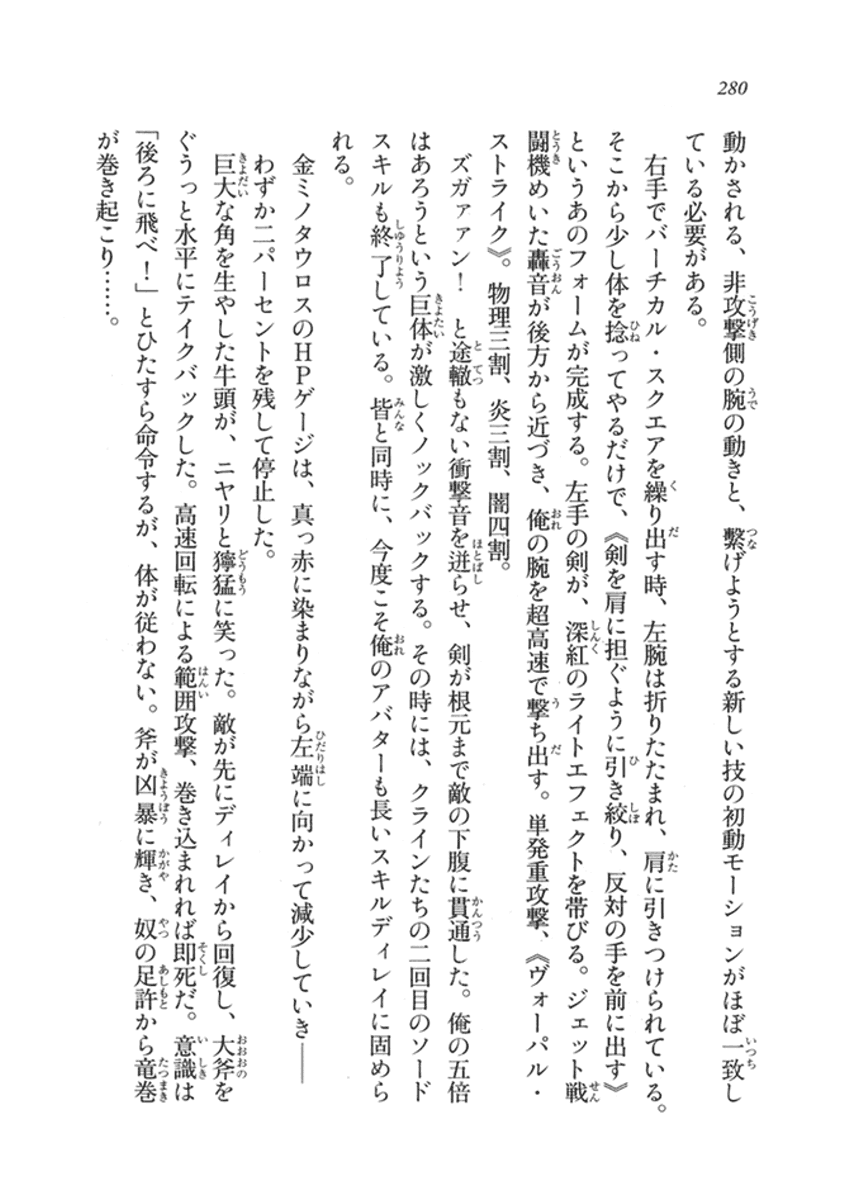 280
動かされる、非攻撃側の腕の動きと、繋げようとする新しい技の初動モーションがほぼ一致し
ている必要がある。
右手でバーチカル・スクエアを繰り出す時、左腕は折りたたまれ、肩に引きつけられている。
そこから少し体を捻ってやるだけで、《剣を肩に担ぐように引き絞り、反対の手を前に出す》
というあのフォームが完成する。左手の剣が、深紅のライトエフェクトを帯びる。ジェット戦
闘機めいた轟音が後方から近づき、俺の腕を超高速で撃ち出す。単発重攻撃、《ヴォーパル・
ストライク》。物理三割、炎三割、闇四割。
ズガァァン！　と途轍もない衝撃音を迸らせ、剣が根元まで敵の下腹に貫通した。俺の五倍
はあろうという巨体が激しくノックバックする。その時には、クラインたちの二回目のソード
スキルも終了している。皆と同時に、今度こそ俺のアバターも長いスキルディレイに固めら
れる。
金ミノタウロスのＨＰゲージは、真っ赤に染まりながら左端に向かって減少していき――
わずか二パーセントを残して停止した。
巨大な角を生やした牛頭が、ニヤリと獰猛に笑った。敵が先にディレイから回復し、大斧を
ぐうっと水平にテイクバックした。高速回転による範囲攻撃、巻き込まれれば即死だ。意識は
「後ろに飛べ！」とひたすら命令するが、体が従わない。斧が凶暴に輝き、奴の足許から竜巻
が巻き起こり……。